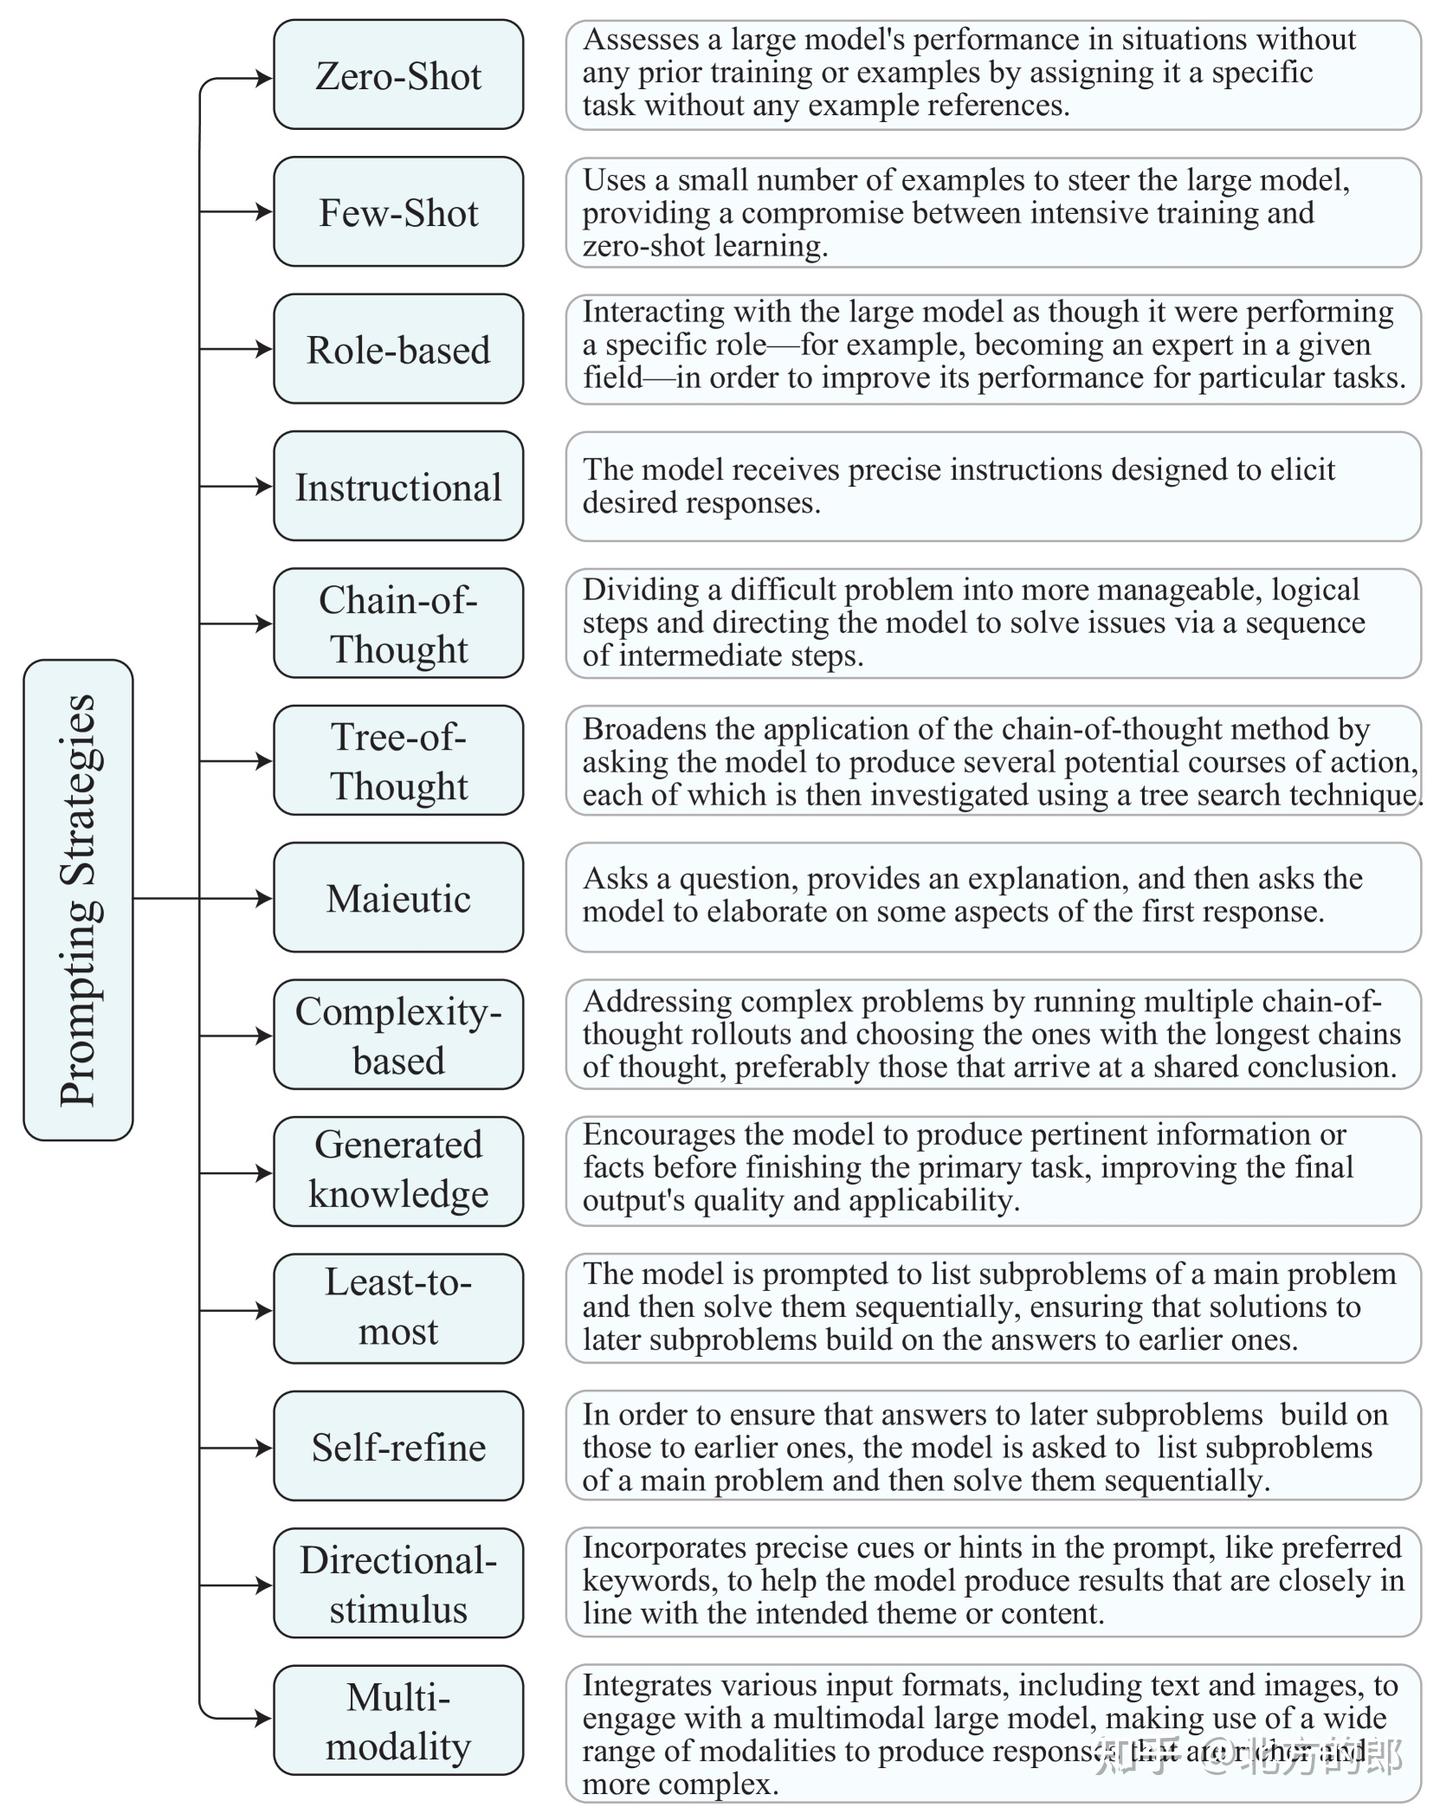 Prompting Strategies
Zero-Shot
Assesses a large model's performance in situations without
any prior training or examples by assigning it a specific
task without any example references.
Few-Shot
Uses a small number of examples to steer the large model,
providing a compromise between intensive training and
zero-shot learning.
Role-based
Interacting with the large model as though it were performing
a specific role—for example, becoming an expert in a given
field—in order to improve its performance for particular tasks.
Instructional
The model receives precise instructions designed to elicit
desired responses.
Chain-of-
Thought
Dividing a difficult problem into more manageable, logical
steps and directing the model to solve issues via a sequence
of intermediate steps.
Tree-of-
Thought
Broadens the application of the chain-of-thought method by
asking the model to produce several potential courses of action,
each of which is then investigated using a tree search technique.
Maieutic
Asks a question, provides an explanation, and then asks the
model to elaborate on some aspects of the first response.
Complexity-
based
Addressing complex problems by running multiple chain-of-
thought rollouts and choosing the ones with the longest chains
of thought, preferably those that arrive at a shared conclusion.
Generated
knowledge
Encourages the model to produce pertinent information or
facts before finishing the primary task, improving the final
output's quality and applicability.
Least-to-
most
The model is prompted to list subproblems of a main problem
and then solve them sequentially, ensuring that solutions to
later subproblems build on the answers to earlier ones.
Self-refine
In order to ensure that answers to later subproblems build on
those to earlier ones, the model is asked to list subproblems
of a main problem and then solve them sequentially.
Directional-
stimulus
Incorporates precise cues or hints in the prompt, like preferred
keywords, to help the model produce results that are closely in
line with the intended theme or content.
Multi-
modality
Integrates various input formats, including text and images, to
engage with a multimodal large model, making use of a wide
range of modalities to produce responses that are richer and
more complex.
知乎 @北方的郎